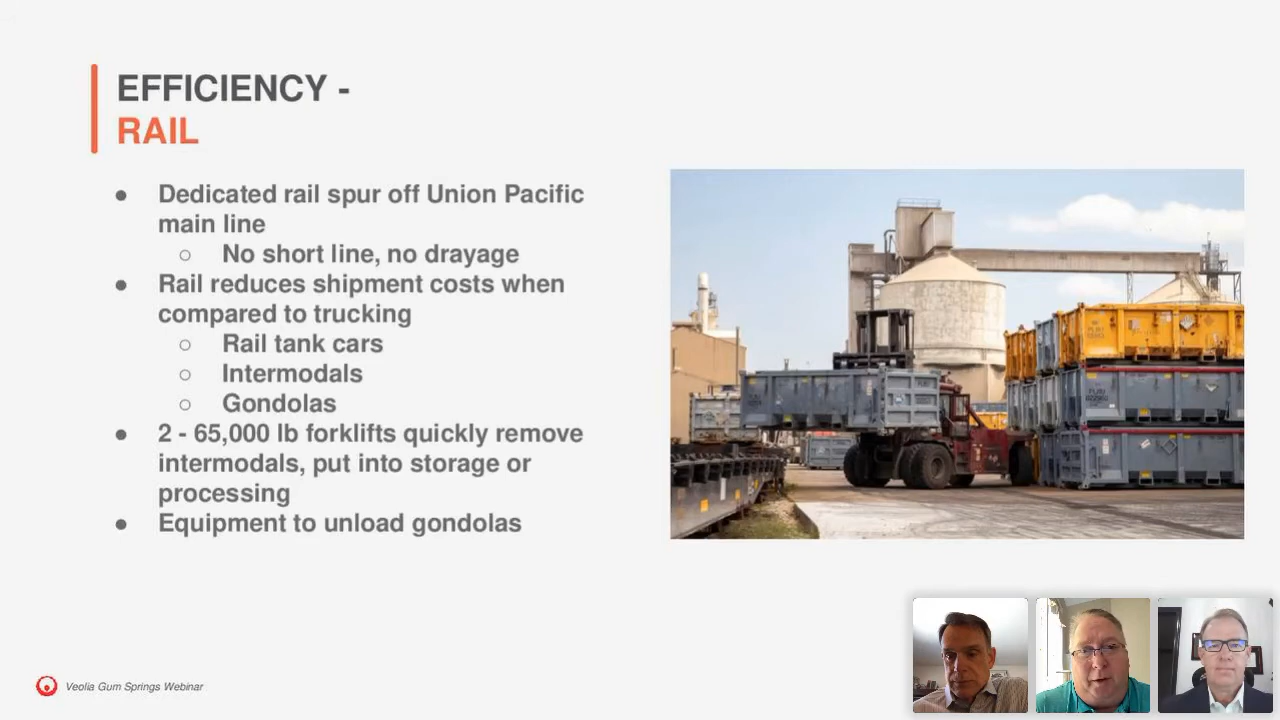 EFFICIENCY -
RAIL
● Dedicated rail spur off Union Pacific
main line
○ No short line, no drayage
● Rail reduces shipment costs when
compared to trucking
○ Rail tank cars
○ Intermodals
○ Gondolas
● 2 - 65,000 lb forklifts quickly remove
intermodals, put into storage or
processing
● Equipment to unload gondolas
Veolia Gum Springs Webinar